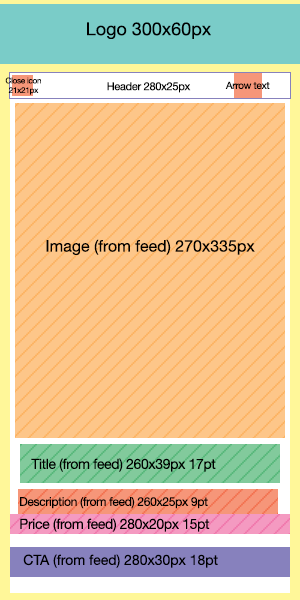 Logo 300x60px
Close icon
21x21px
Header 280x25px
Arrow text
Image (from feed) 270x335px
Title (from feed) 260x39px 17pt
Description (from feed) 260x25px 9pt
Price (from feed) 280x20px 15pt
CTA (from feed) 280x30px 18pt